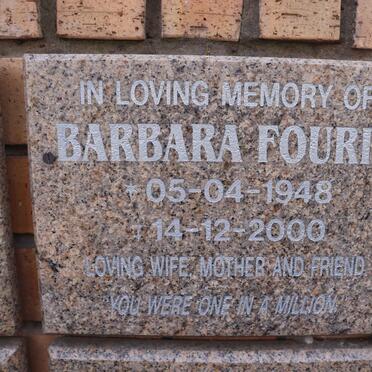 IN LOVING MEMORY OF
BARBARA FOURI
* 05-04-1948
† 14-12-2000
LOVING WIFE, MOTHER AND FRIEND
YOU WERE ONE IN A MILLION